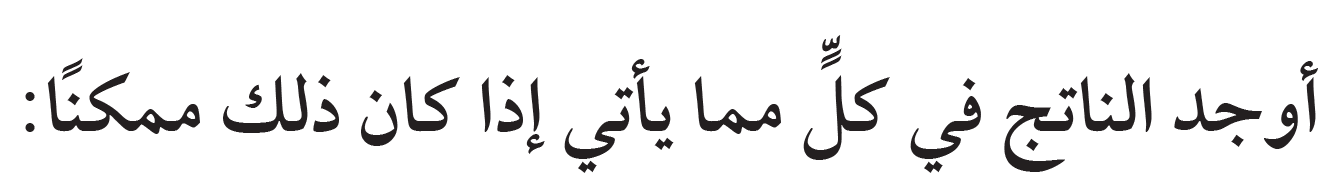 أوجد الناتج في كلٍّ مما يأتي إذا كان ذلك ممكنًا: